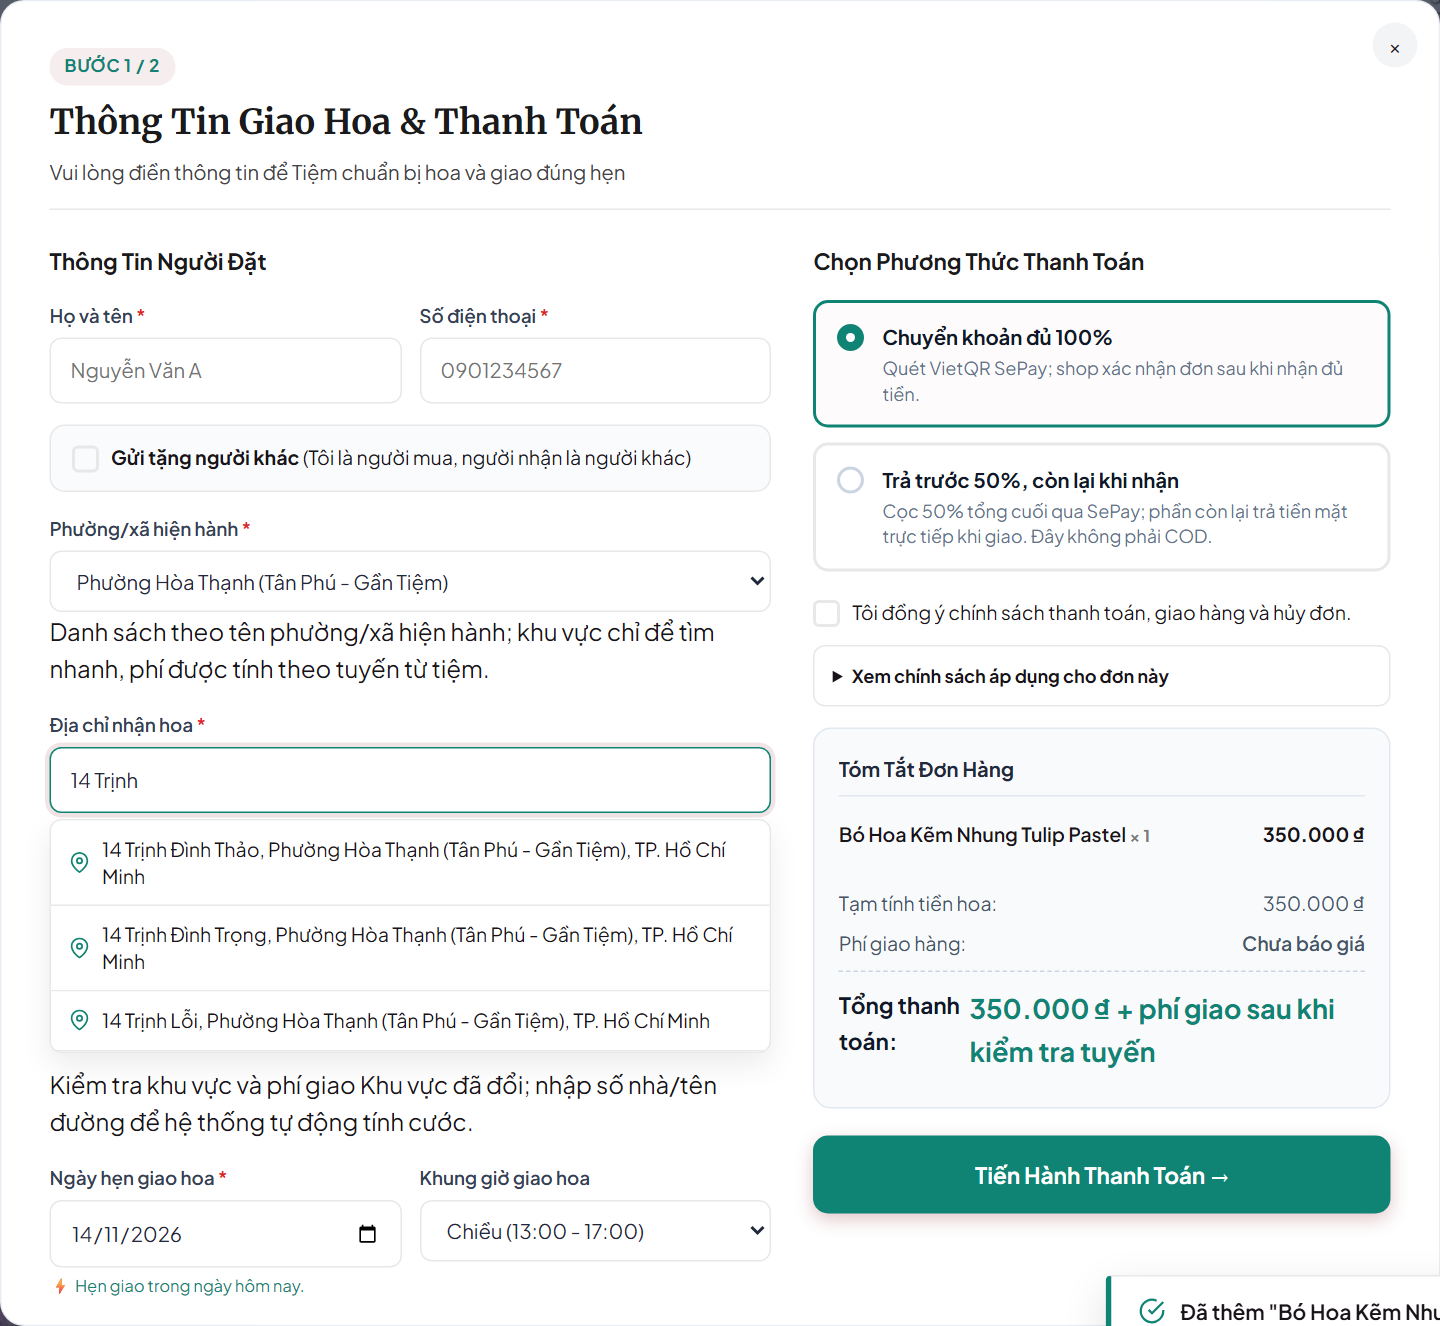 BƯỚC 1 / 2
×
Thông Tin Giao Hoa & Thanh Toán
Vui lòng điền thông tin để Tiệm chuẩn bị hoa và giao đúng hẹn
Thông Tin Người Đặt
Họ và tên *
Số điện thoại *
Nguyễn Văn A
0901234567
Gửi tặng người khác (Tôi là người mua, người nhận là người khác)
Phường/xã hiện hành *
Phường Hòa Thạnh (Tân Phú - Gần Tiệm)
Danh sách theo tên phường/xã hiện hành; khu vực chỉ để tìm
nhanh, phí được tính theo tuyến từ tiệm.
Địa chỉ nhận hoa *
14 Trịnh
14 Trịnh Đình Thảo, Phường Hòa Thạnh (Tân Phú - Gần Tiệm), TP. Hồ Chí
Minh
14 Trịnh Đình Trọng, Phường Hòa Thạnh (Tân Phú - Gần Tiệm), TP. Hồ Chí
Minh
14 Trịnh Lỗi, Phường Hòa Thạnh (Tân Phú - Gần Tiệm), TP. Hồ Chí Minh
Kiểm tra khu vực và phí giao Khu vực đã đổi; nhập số nhà/tên
đường để hệ thống tự động tính cước.
Ngày hẹn giao hoa *
Khung giờ giao hoa
14/11/2026
Chiều (13:00 - 17:00)
Hẹn giao trong ngày hôm nay.
Chọn Phương Thức Thanh Toán
Chuyển khoản đủ 100%
Quét VietQR SePay; shop xác nhận đơn sau khi nhận đủ
tiền.
Trả trước 50%, còn lại khi nhận
Cọc 50% tổng cuối qua SePay; phần còn lại trả tiền mặt
trực tiếp khi giao. Đây không phải COD.
Tôi đồng ý chính sách thanh toán, giao hàng và hủy đơn.
Xem chính sách áp dụng cho đơn này
Tóm Tắt Đơn Hàng
Bó Hoa Kẽm Nhung Tulip Pastel × 1
350.000 ₫
Tạm tính tiền hoa:
350.000 ₫
Phí giao hàng:
Chưa báo giá
Tổng thanh
toán:
350.000 ₫ + phí giao sau khi
kiểm tra tuyến
Tiến Hành Thanh Toán →
Đã thêm "Bó Hoa Kẽm Nhu